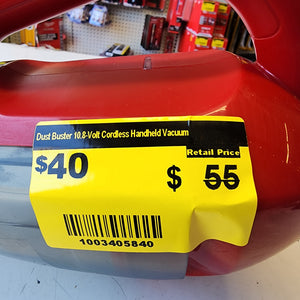 Dust Buster 10.8-Volt Cordless Handheld Vacuum
Retail Price
$40
$ 55
1003405840